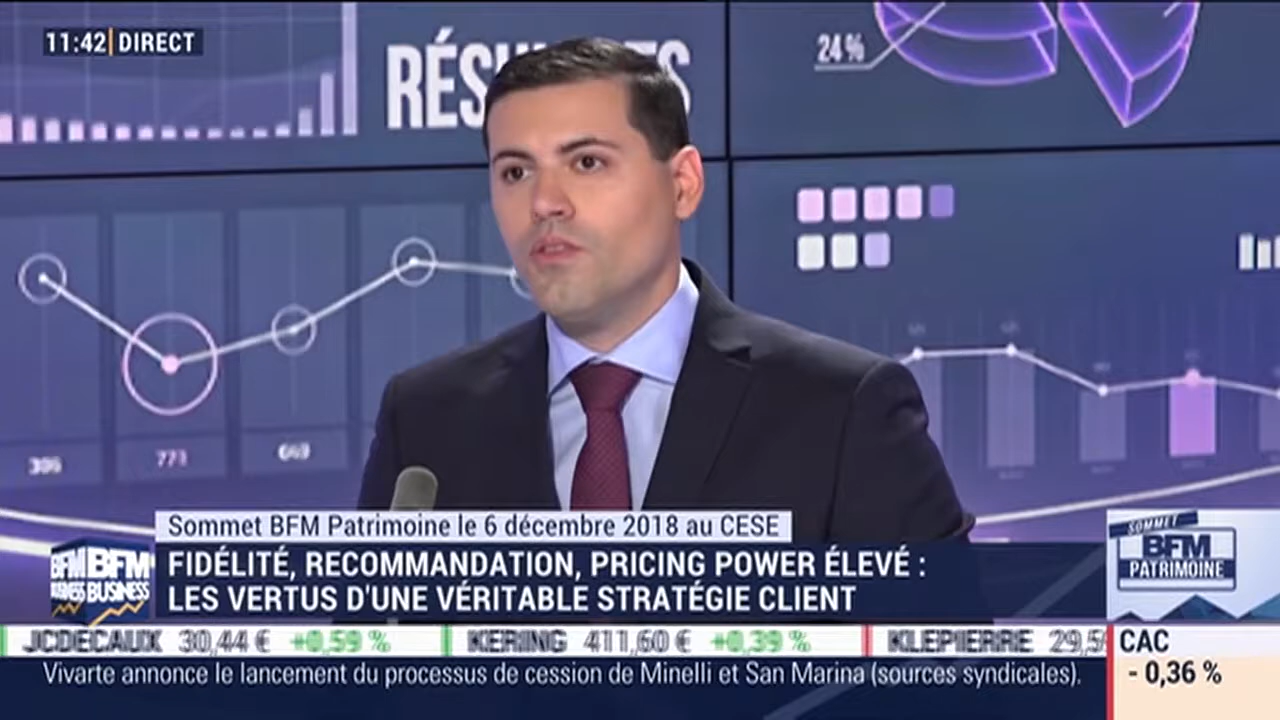 11:42 DIRECT
24 %
773
Sommet BFM Patrimoine le 6 décembre 2018 au CESE
FIDÉLITÉ, RECOMMANDATION, PRICING POWER ÉLEVÉ :
LES VERTUS D'UNE VÉRITABLE STRATÉGIE CLIENT
BFM
BUSINESS
SOMMET
BFM
PATRIMOINE
JCDECAUX 30,44 € +0,59 % KERING 411,60 € +0,39 % KLEPIERRE
CAC
- 0,36 %
Vivarte annonce le lancement du processus de cession de Minelli et San Marina (sources syndicales).